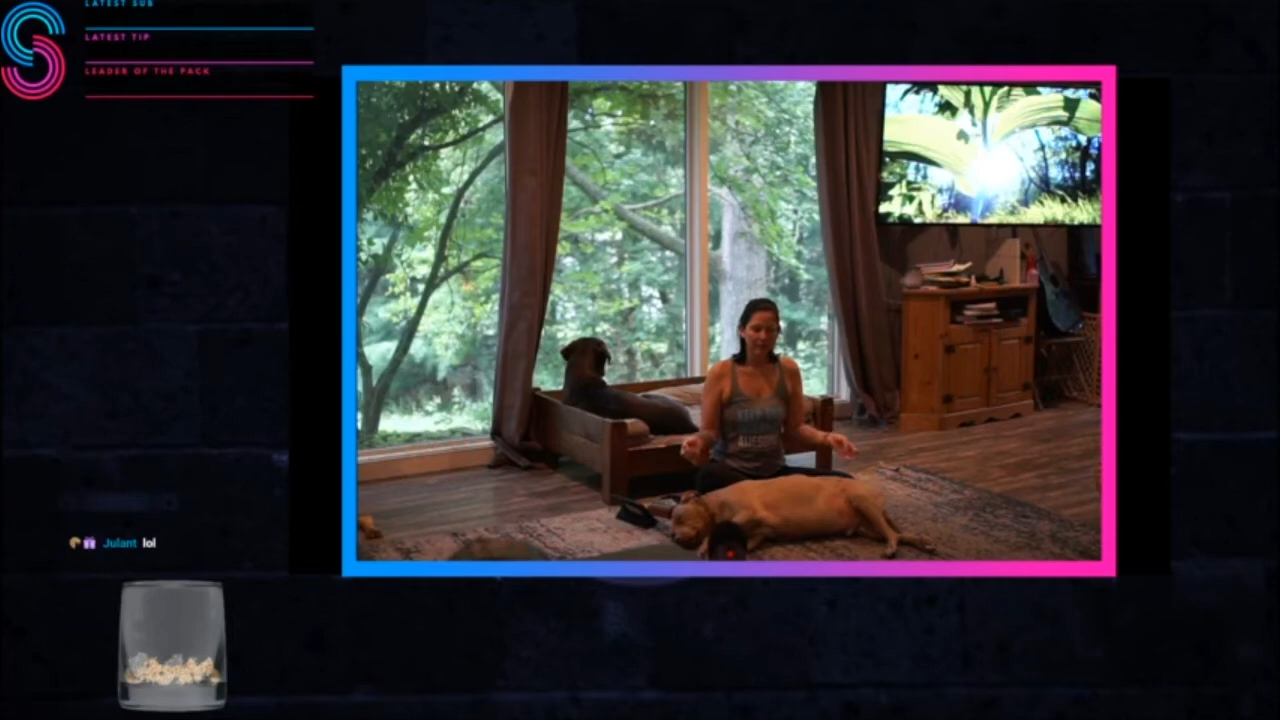 LATEST SUB
LATEST TIP
LEADER OF THE PACK
Julant lol